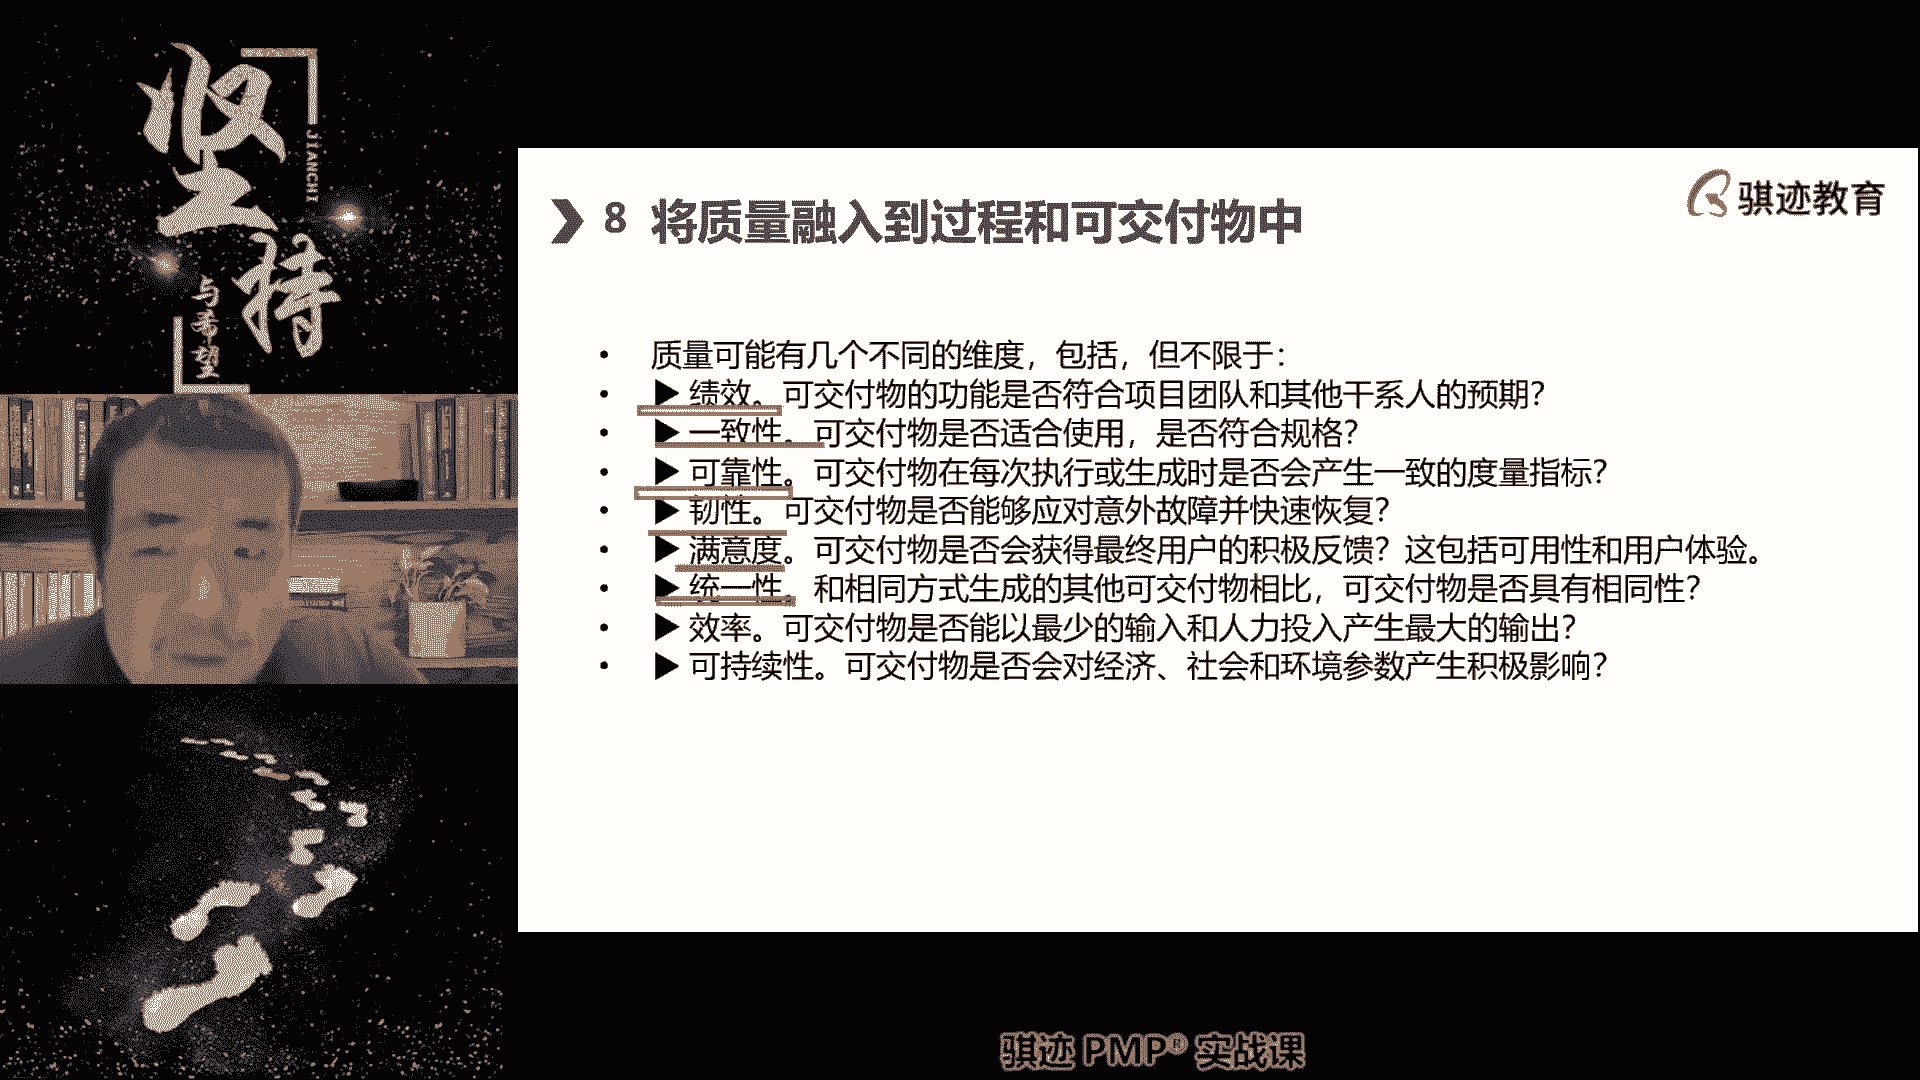 坚持
JIANCHI
与希望
骐迹教育
8 将质量融入到过程和可交付物中
• 质量可能有几个不同的维度，包括，但不限于：
• ▶ 绩效。可交付物的功能是否符合项目团队和其他干系人的预期？
• ▶ 一致性。可交付物是否适合使用，是否符合规格？
• ▶ 可靠性。可交付物在每次执行或生成时是否会产生一致的度量指标？
• ▶ 韧性。可交付物是否能够应对意外故障并快速恢复？
• ▶ 满意度。可交付物是否会获得最终用户的积极反馈？这包括可用性和用户体验。
• ▶ 统一性。和相同方式生成的其他可交付物相比，可交付物是否具有相同性？
• ▶ 效率。可交付物是否能以最少的输入和人力投入产生最大的输出？
• ▶ 可持续性。可交付物是否会对经济、社会和环境参数产生积极影响？
骐迹 PMP® 实战课